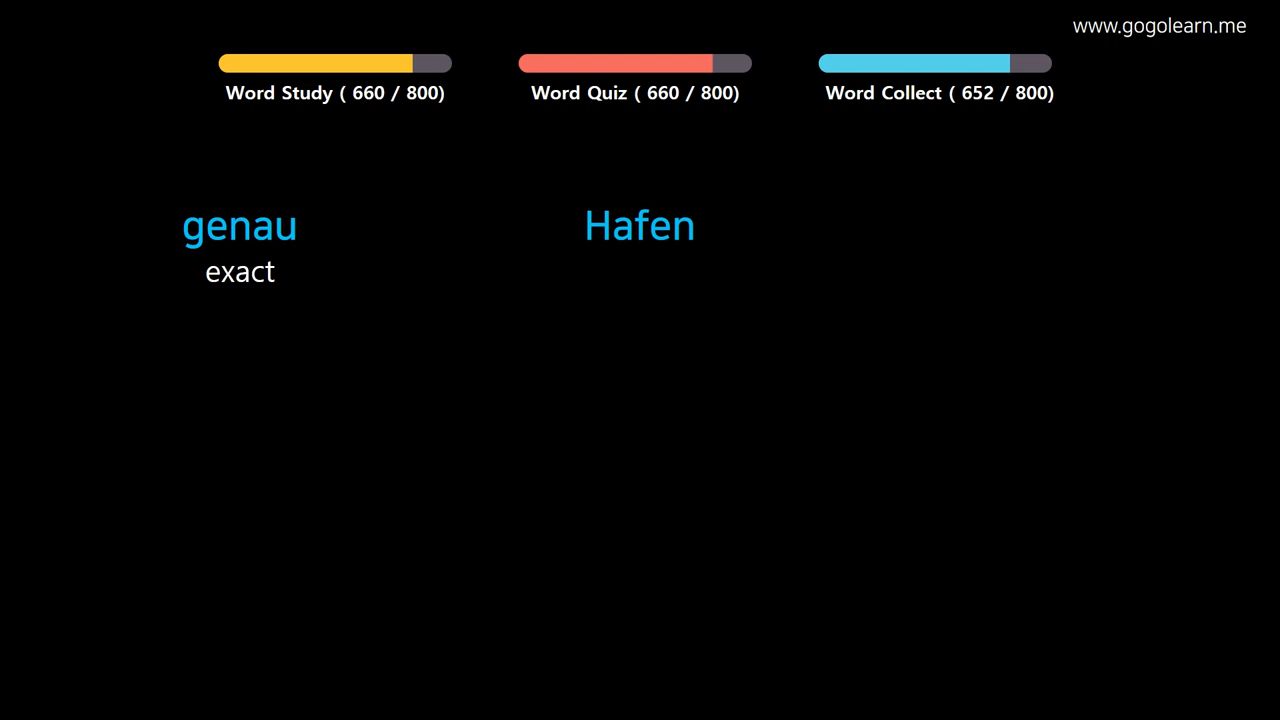 www.gogolearn.me
Word Study ( 660 / 800)
Word Quiz ( 660 / 800)
Word Collect ( 652 / 800)
genau
exact
Hafen